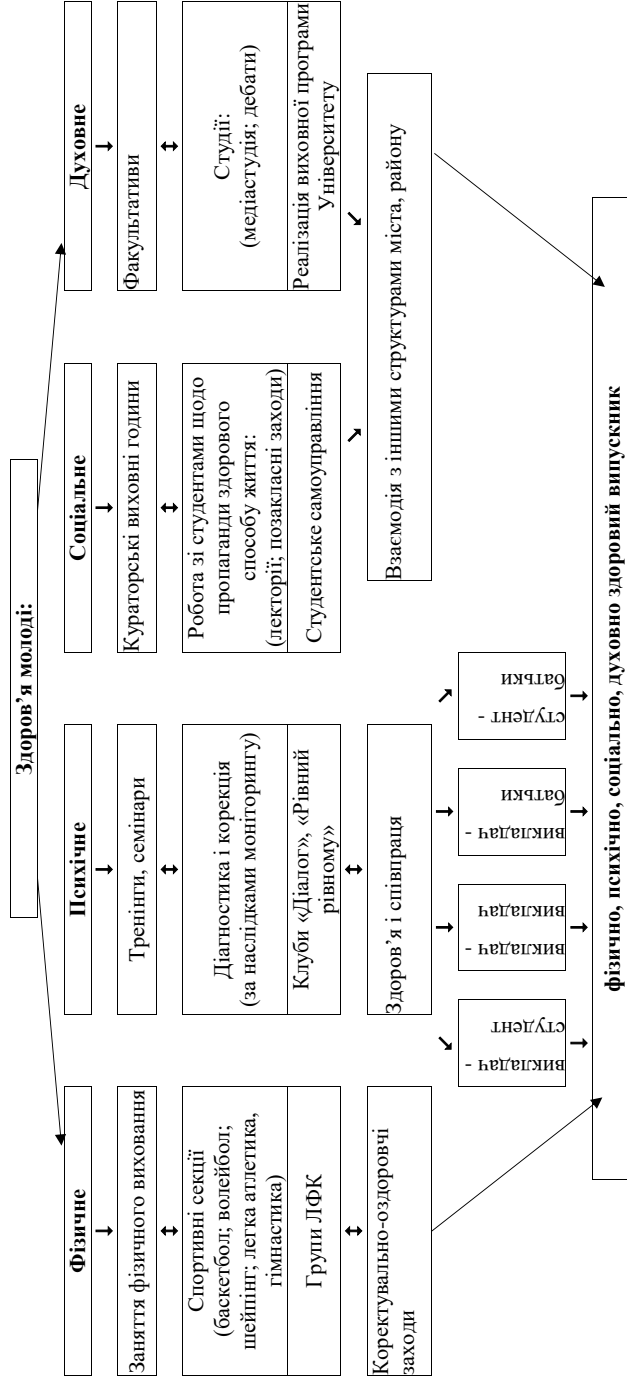 Здоров’я молоді:
Фізичне
Психічне
Соціальне
Духовне
Заняття фізичного виховання
Тренінги, семінари
Кураторські виховні години
Факультативи
Спортивні секції
(баскетбол; волейбол;
шейпінг; легка атлетика,
гімнастика)
Діагностика і корекція
(за наслідками моніторингу)
Робота зі студентами щодо
пропаганди здорового
способу життя:
(лекторії; позакласні заходи)
Студії:
(медіастудія; дебати)
Групи ЛФК
Клуби «Діалог», «Рівний
рівному»
Студентське самоуправління
Реалізація виховної програми
Університету
Коректувально-оздоровчі
заходи
Здоров’я і співпраця
Взаємодія з іншими структурами міста, району
викладач -
студент
викладач -
викладач
викладач -
батьки
студент -
батьки
фізично, психічно, соціально, духовно здоровий випускник